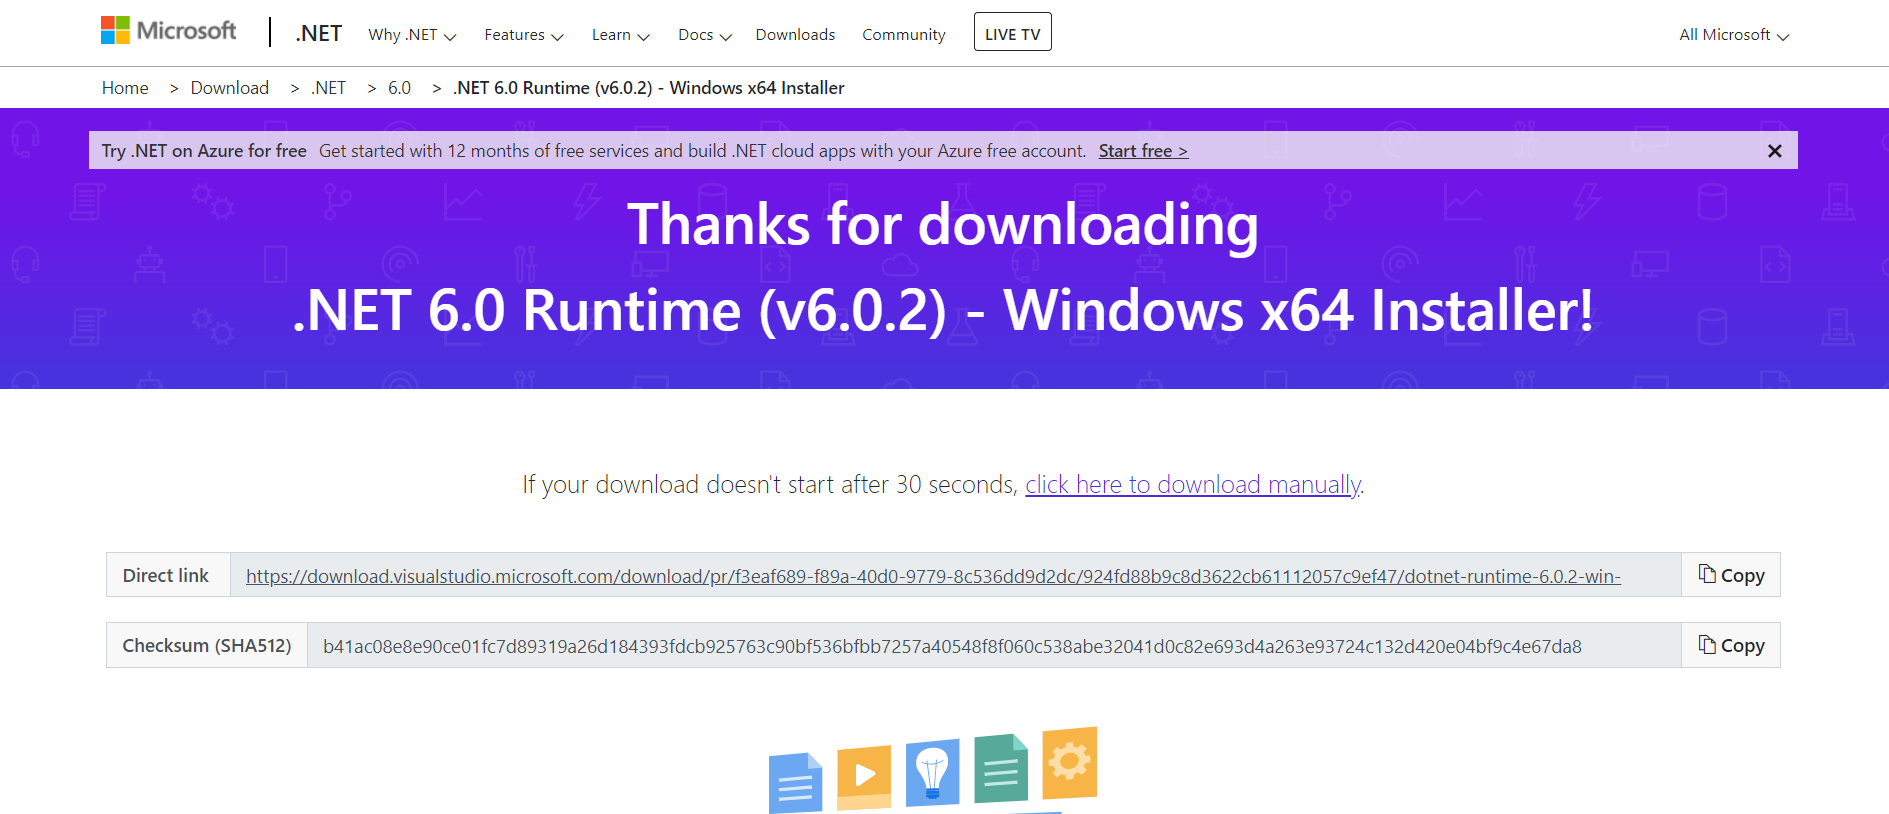 Microsoft .NET Why .NET Features Learn Docs Downloads Community LIVE TV All Microsoft
Home > Download > .NET > 6.0 > .NET 6.0 Runtime (v6.0.2) - Windows x64 Installer
Try .NET on Azure for free Get started with 12 months of free services and build .NET cloud apps with your Azure free account. Start free >
Thanks for downloading
.NET 6.0 Runtime (v6.0.2) - Windows x64 Installer!
If your download doesn't start after 30 seconds, click here to download manually.
Direct link https://download.visualstudio.microsoft.com/download/pr/f3eaf689-f89a-40d0-9779-8c536dd9d2dc/924fd88b9c8d3622cb61112057c9ef47/dotnet-runtime-6.0.2-win- Copy
Checksum (SHA512) b41ac08e8e90ce01fc7d89319a26d184393fdcb925763c90bf536bfbb7257a40548f8f060c538abe32041d0c82e693d4a263e93724c132d420e04bf9c4e67da8 Copy